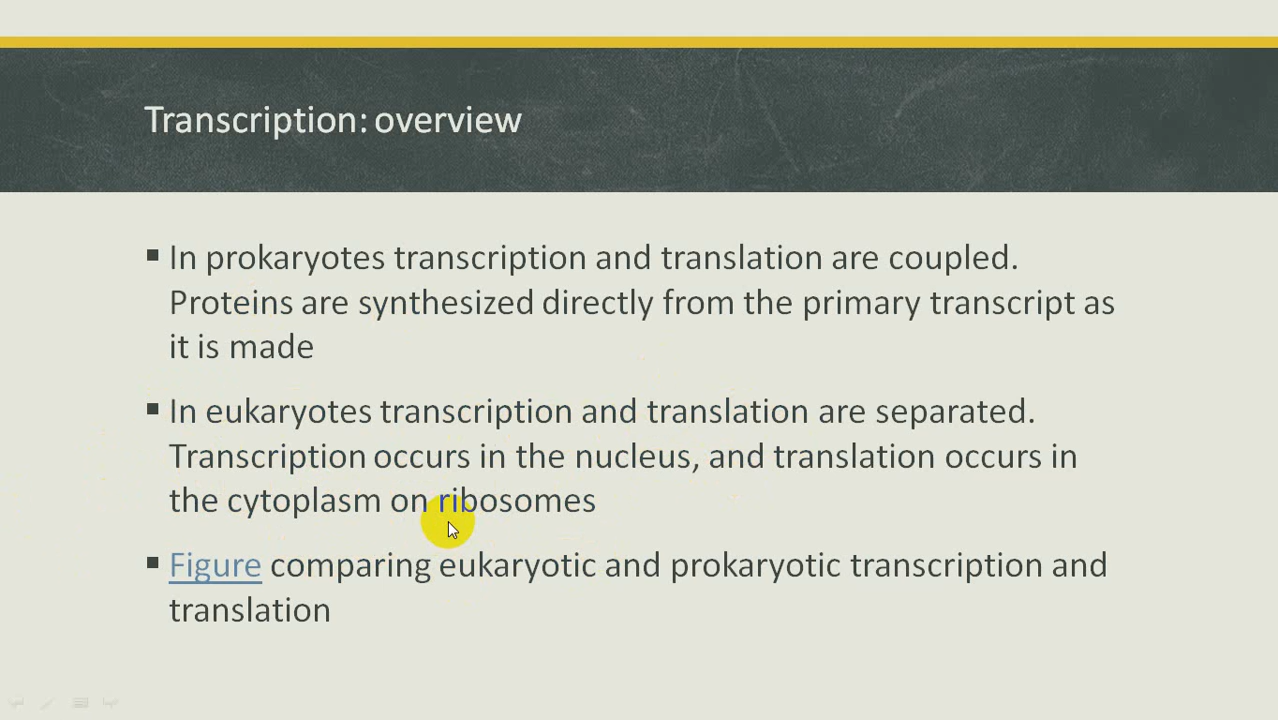 Transcription: overview
In prokaryotes transcription and translation are coupled.
Proteins are synthesized directly from the primary transcript as
it is made
In eukaryotes transcription and translation are separated.
Transcription occurs in the nucleus, and translation occurs in
the cytoplasm on ribosomes
Figure comparing eukaryotic and prokaryotic transcription and
translation